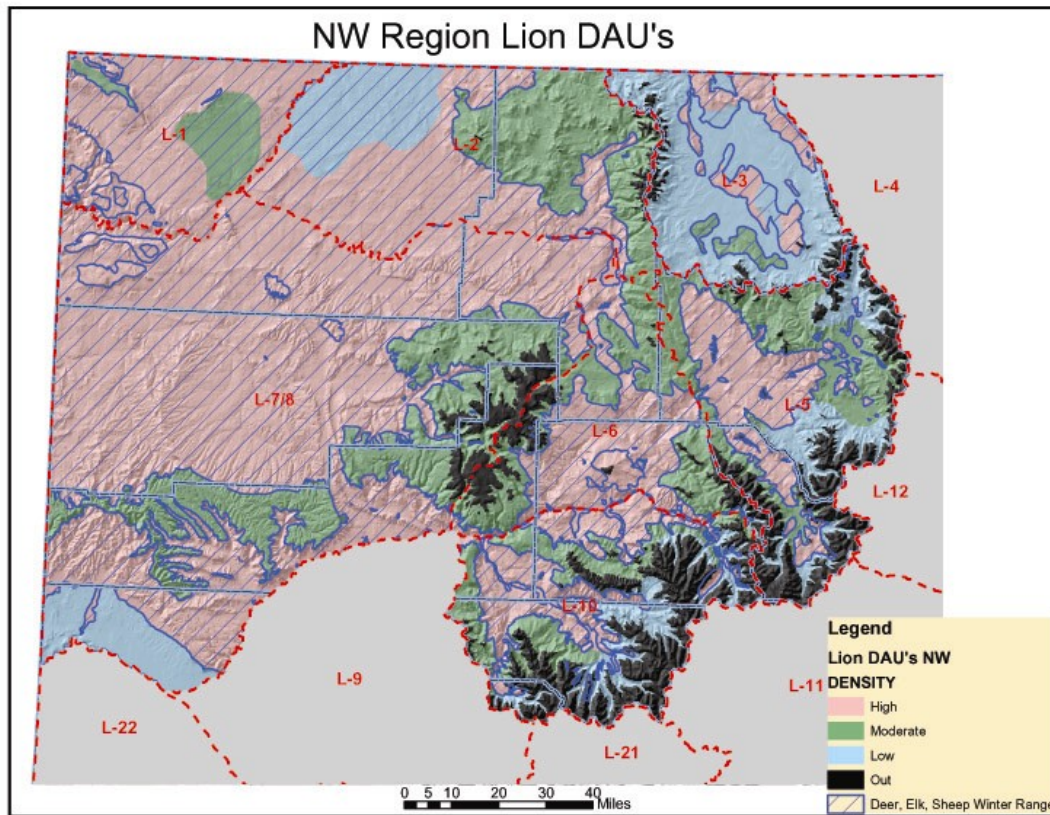 NW Region Lion DAU's
L-1
L-2
L-3
L-4
L-7/8
L-6
L-5
L-12
L-10
L-9
L-11
L-22
L-21
Legend
Lion DAU's NW
DENSITY
High
Moderate
Low
Out
Deer, Elk, Sheep Winter Range
0 5 10 20 30 40
Miles